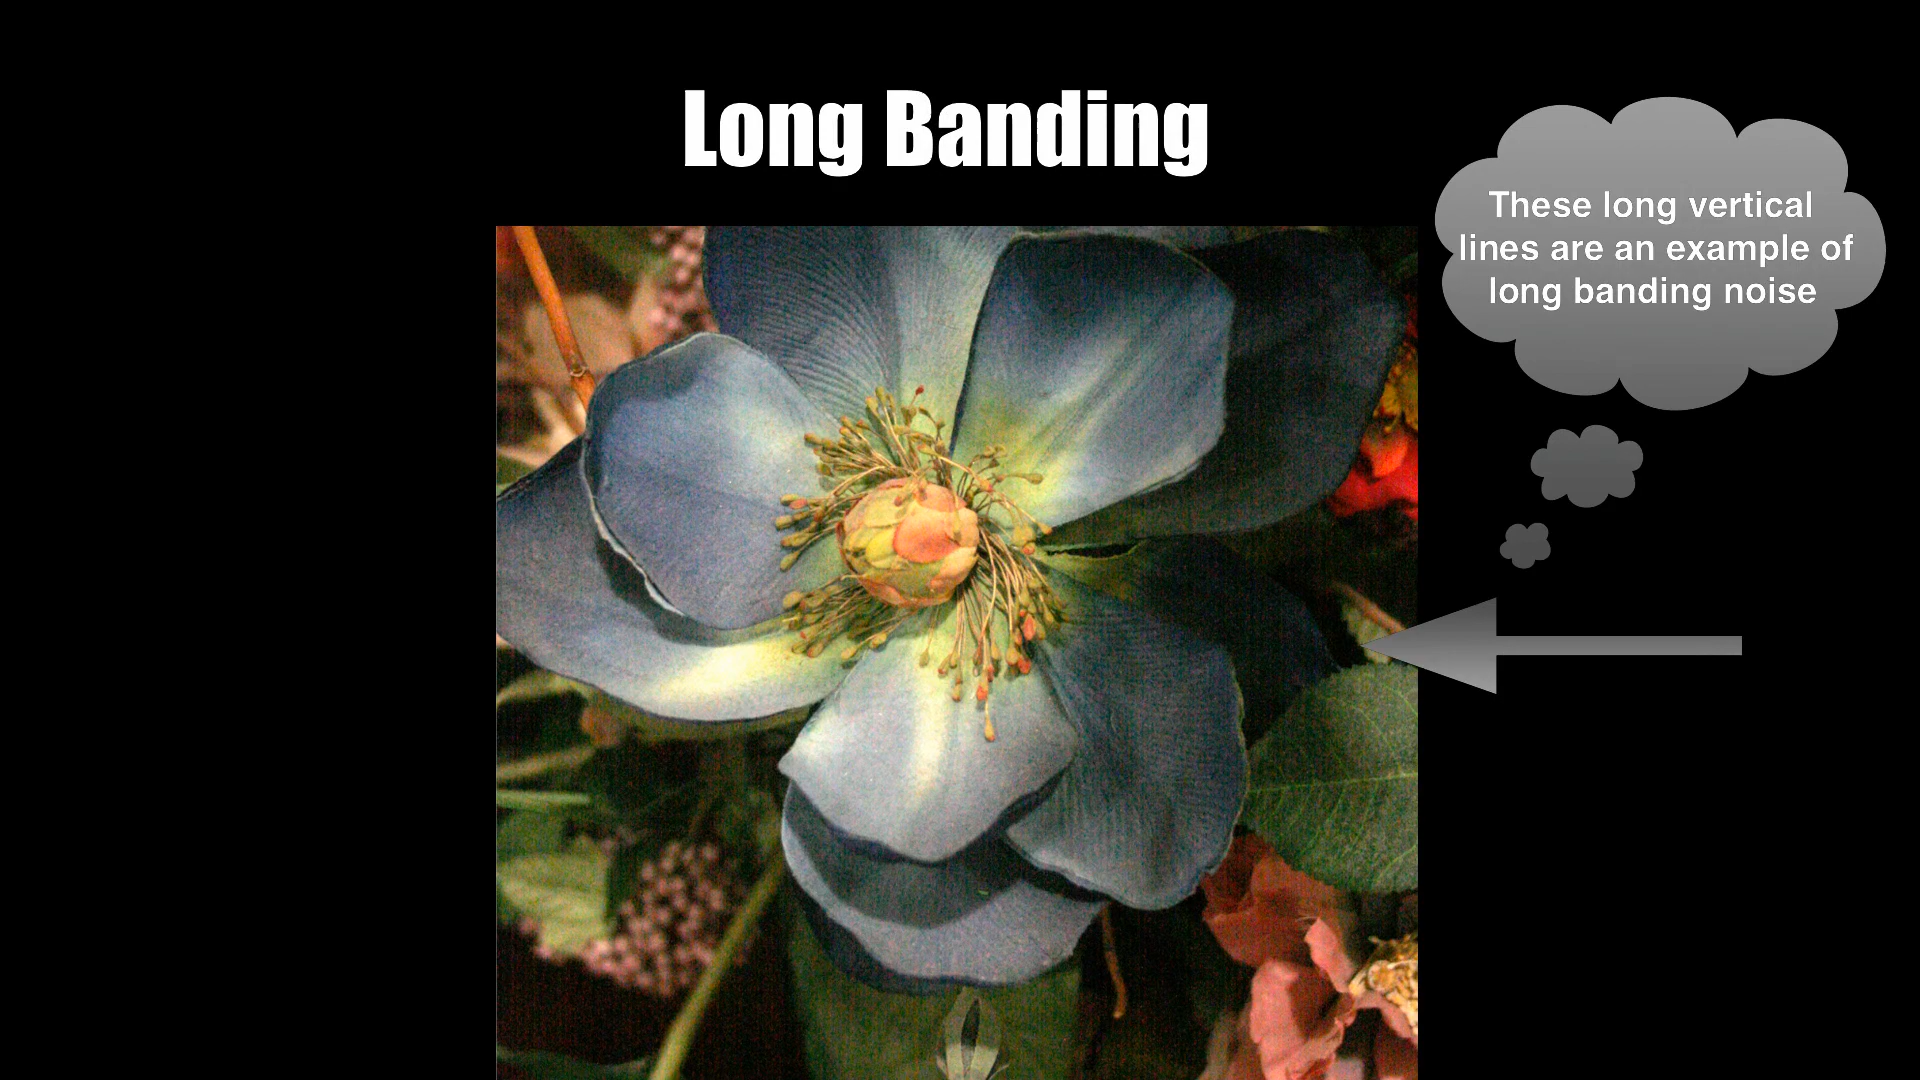 Long Banding
These long vertical
lines are an example of
long banding noise